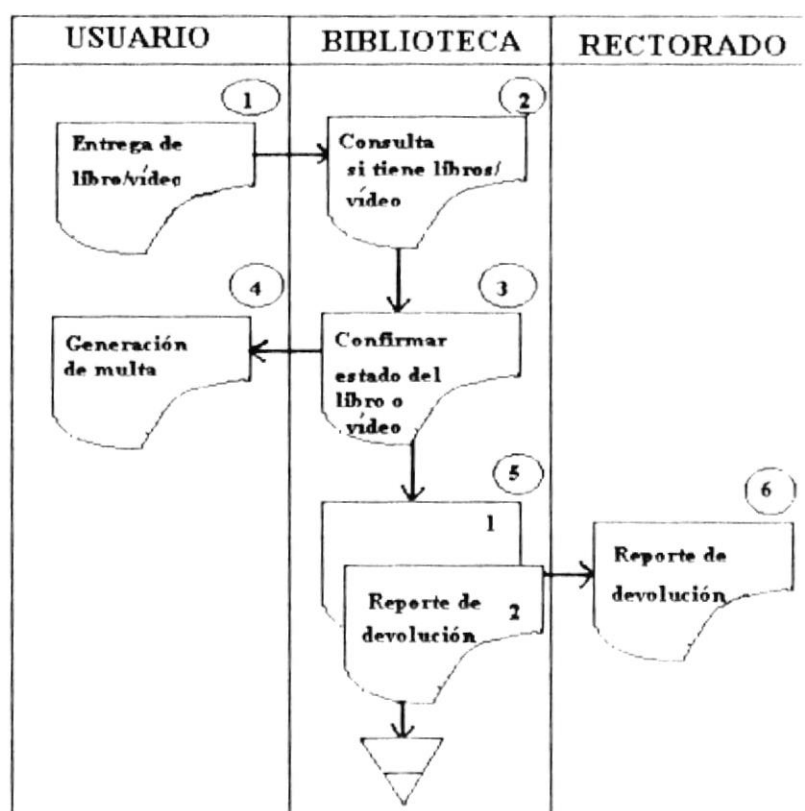 USUARIO
BIBLIOTECA
RECTORADO
1
Entrega de
libro/vídeo
2
Consulta
si tiene libros/
vídeo
4
Generación
de multa
3
Confirmar
estado del
libro o
vídeo
5
1
Reporte de
devolución
2
6
Reporte de
devolución